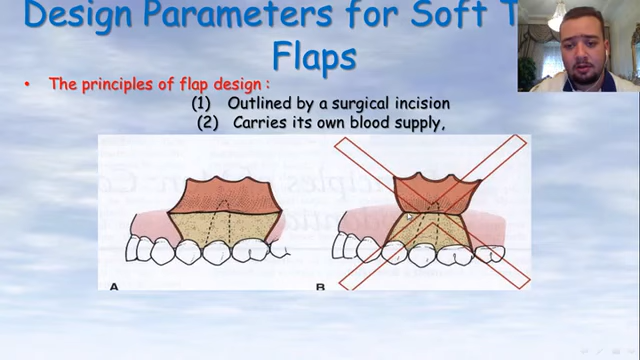 Design Parameters for Soft T
Flaps
• The principles of flap design :
(1) Outlined by a surgical incision
(2) Carries its own blood supply,
A
B